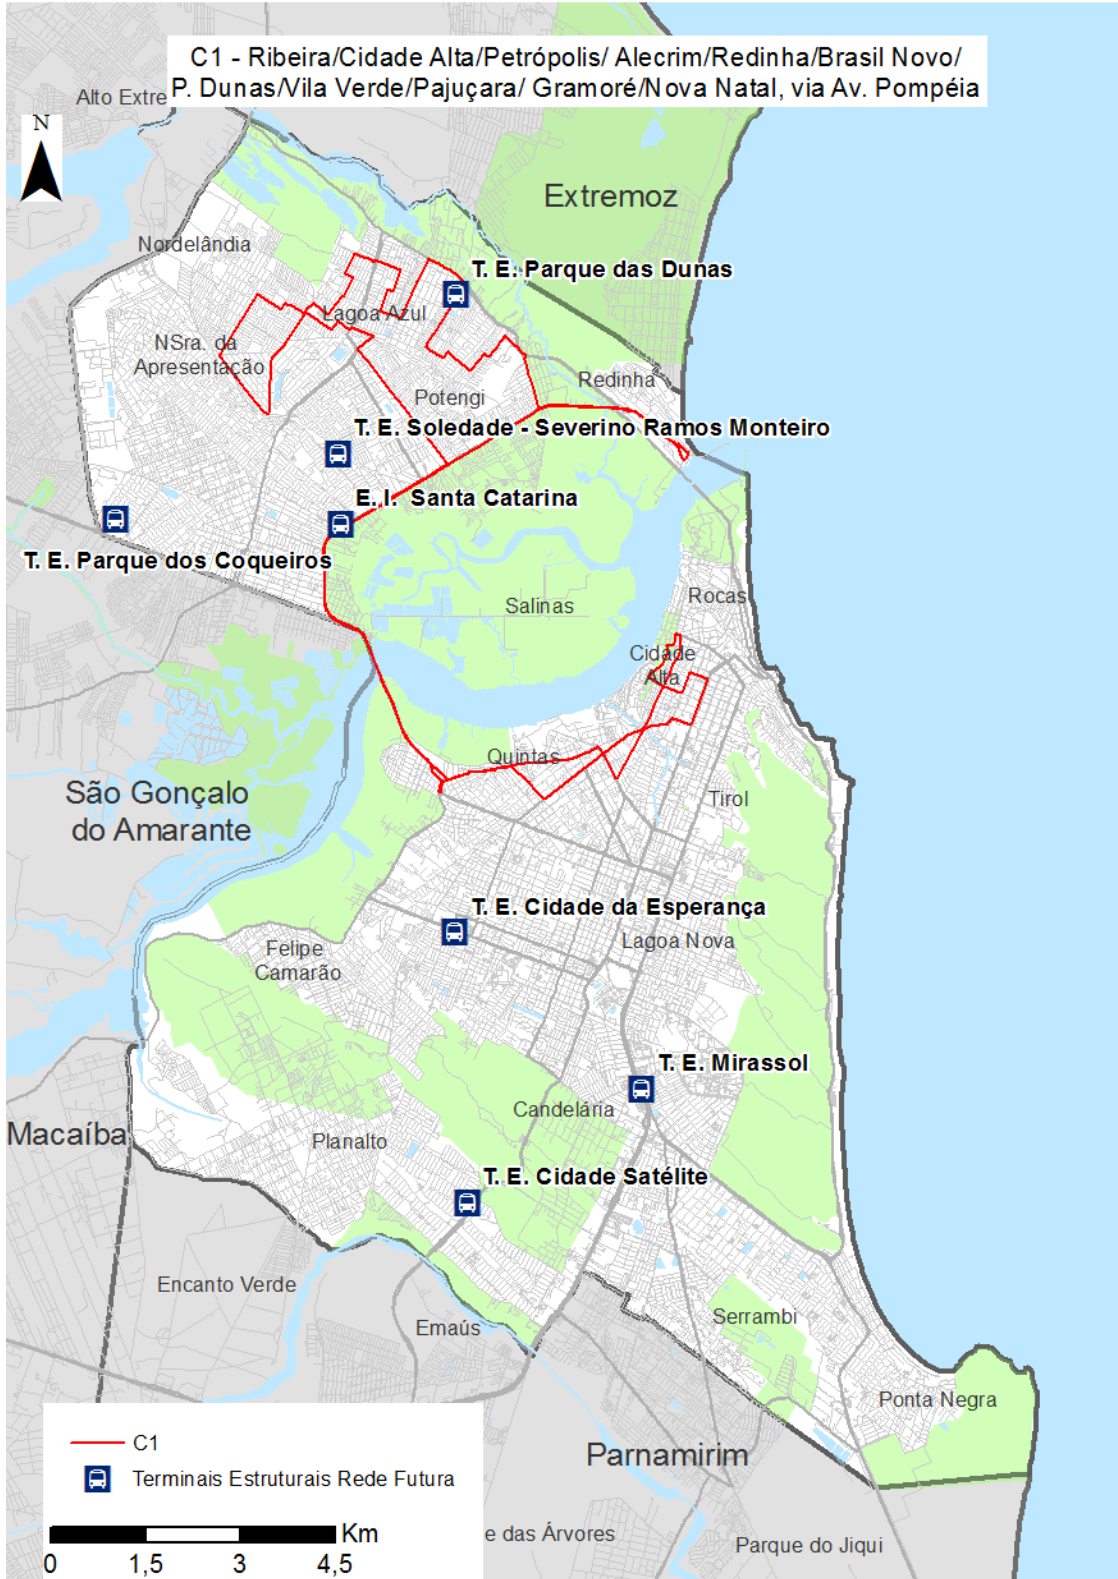 C1 - Ribeira/Cidade Alta/Petrópolis/ Alecrim/Redinha/Brasil Novo/
P. Dunas/Vila Verde/Pajuçara/ Gramoré/Nova Natal, via Av. Pompéia
Alto Extre
N
Extremoz
Nordelândia
T. E. Parque das Dunas
Lagoa Azul
NSra. da
Apresentação
Redinha
Potengi
T. E. Soledade - Severino Ramos Monteiro
E. I. Santa Catarina
T. E. Parque dos Coqueiros
Salinas
Rocas
Cidade
Alta
Quintas
São Gonçalo
do Amarante
Tirol
T. E. Cidade da Esperança
Lagoa Nova
Felipe
Camarão
T. E. Mirassol
Candelária
Macaíba
Planalto
T. E. Cidade Satélite
Encanto Verde
Emaús
Serrambi
Ponta Negra
C1
Parnamirim
Terminais Estruturais Rede Futura
Km
0 1,5 3 4,5
e das Árvores
Parque do Jiqui